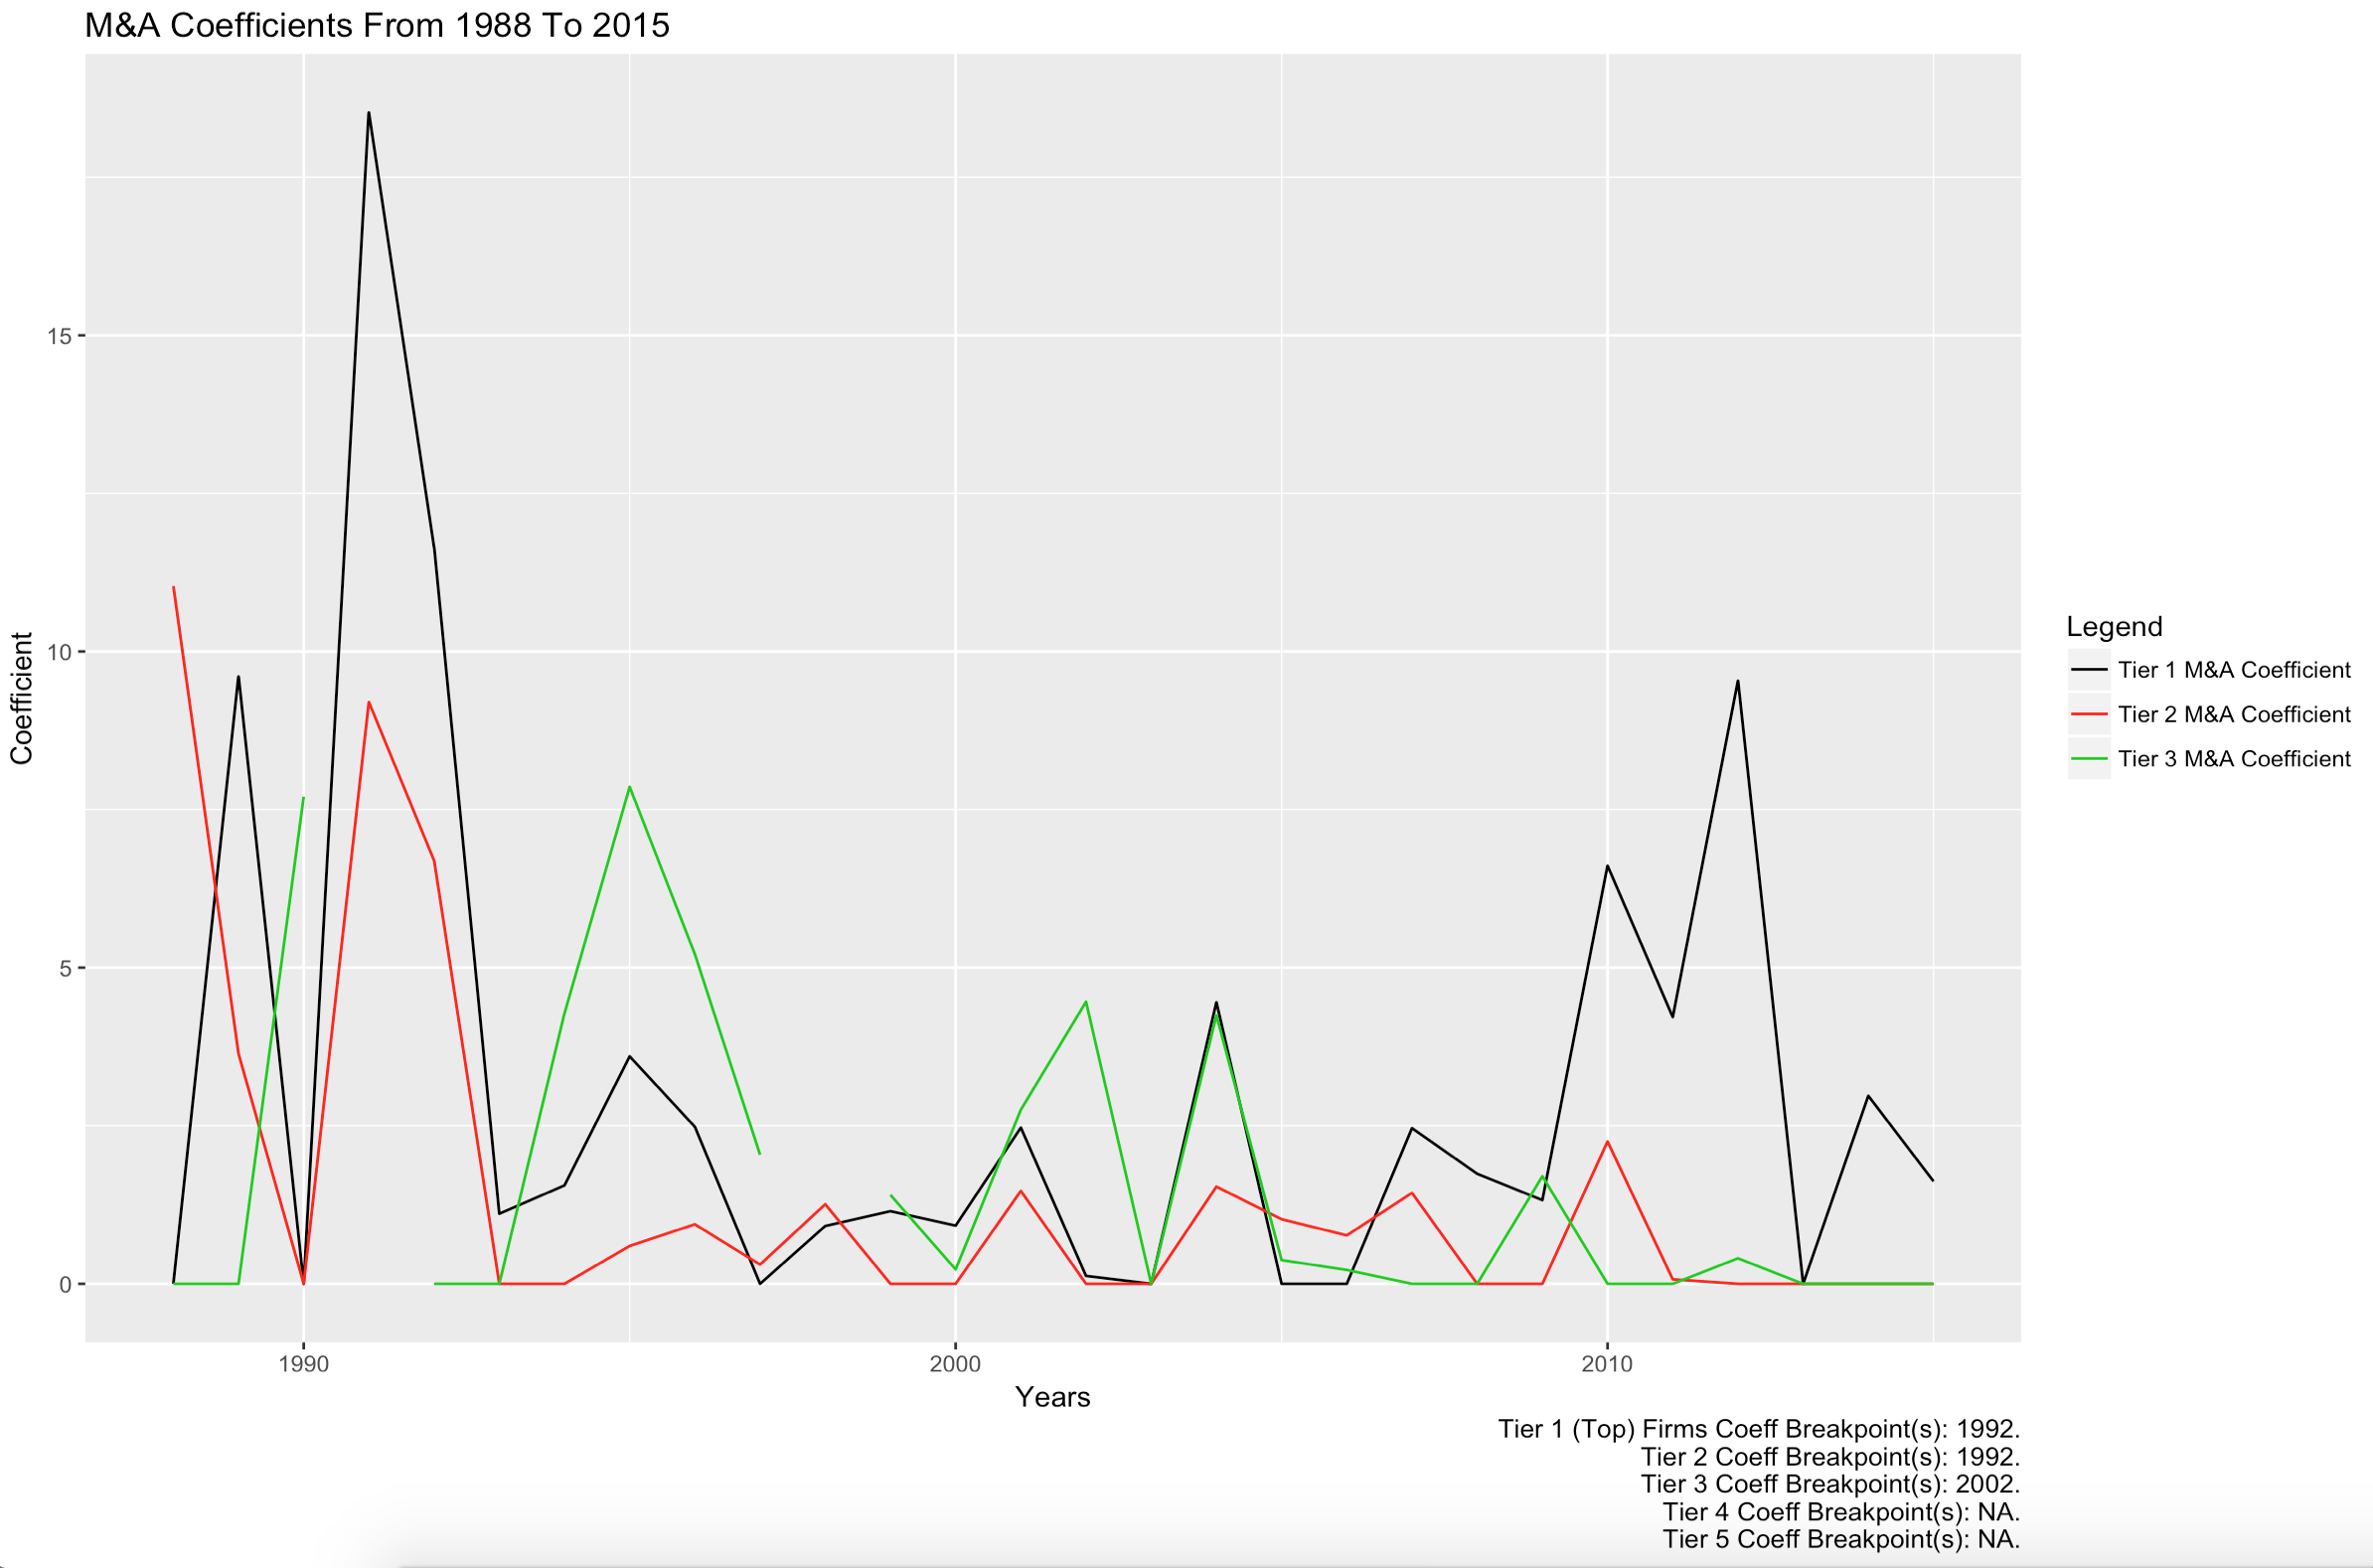 M&A Coefficients From 1988 To 2015
15
10
5
0
Coefficient
1990
2000
2010
Years
Legend
Tier 1 M&A Coefficient
Tier 2 M&A Coefficient
Tier 3 M&A Coefficient
Tier 1 (Top) Firms Coeff Breakpoint(s): 1992.
Tier 2 Coeff Breakpoint(s): 1992.
Tier 3 Coeff Breakpoint(s): 2002.
Tier 4 Coeff Breakpoint(s): NA.
Tier 5 Coeff Breakpoint(s): NA.